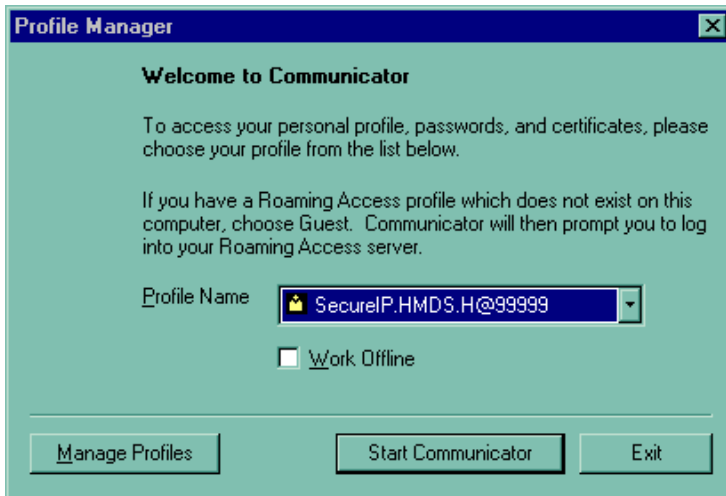 Profile Manager
Welcome to Communicator
To access your personal profile, passwords, and certificates, please
choose your profile from the list below.
If you have a Roaming Access profile which does not exist on this
computer, choose Guest.  Communicator will then prompt you to log
into your Roaming Access server.
Profile Name
SecureIP.HMDS.H@99999
Work Offline
Manage Profiles
Start Communicator
Exit